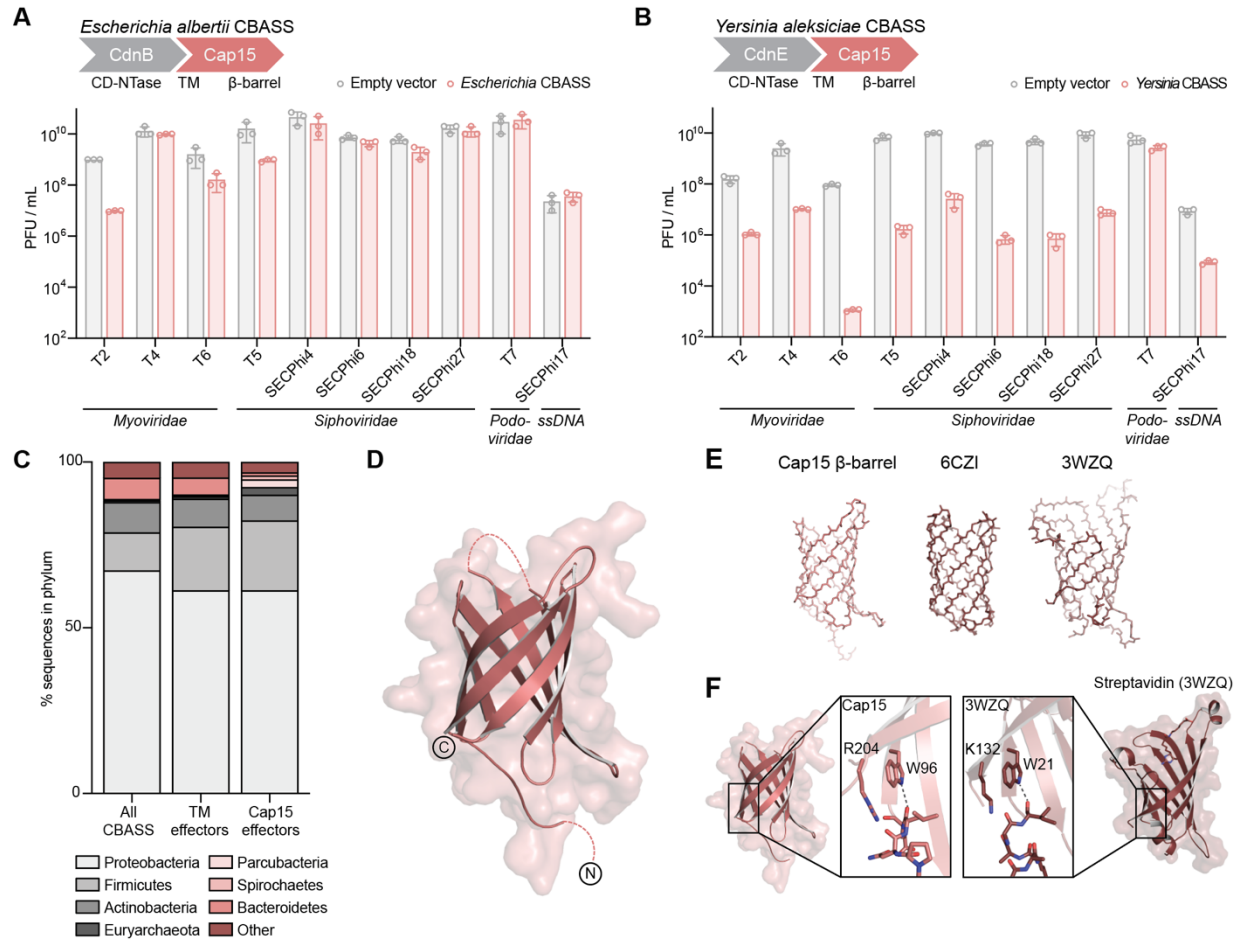 A
Escherichia albertii CBASS
CdnB
Cap15
CD-NTase
TM
β-barrel
Empty vector
Escherichia CBASS
PFU / mL
10^10
10^8
10^6
10^4
10^2
T2
T4
T6
T5
SECPhi4
SECPhi6
SECPhi18
SECPhi27
T7
SECPhi17
Myoviridae
Siphoviridae
Podo-
viridae
ssDNA
B
Yersinia aleksiciae CBASS
CdnE
Cap15
CD-NTase
TM
β-barrel
Empty vector
Yersinia CBASS
PFU / mL
10^10
10^8
10^6
10^4
10^2
T2
T4
T6
T5
SECPhi4
SECPhi6
SECPhi18
SECPhi27
T7
SECPhi17
Myoviridae
Siphoviridae
Podo-
viridae
ssDNA
C
% sequences in phylum
100
50
0
All
CBASS
TM
effectors
Cap15
effectors
Proteobacteria
Firmicutes
Actinobacteria
Euryarchaeota
Parcubacteria
Spirochaetes
Bacteroidetes
Other
D
C
N
E
Cap15 β-barrel
6CZI
3WZQ
F
Cap15
R204
W96
3WZQ
K132
W21
Streptavidin (3WZQ)